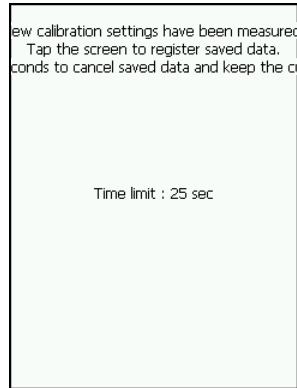 ew calibration settings have been measured
Tap the screen to register saved data.
conds to cancel saved data and keep the cu
Time limit : 25 sec